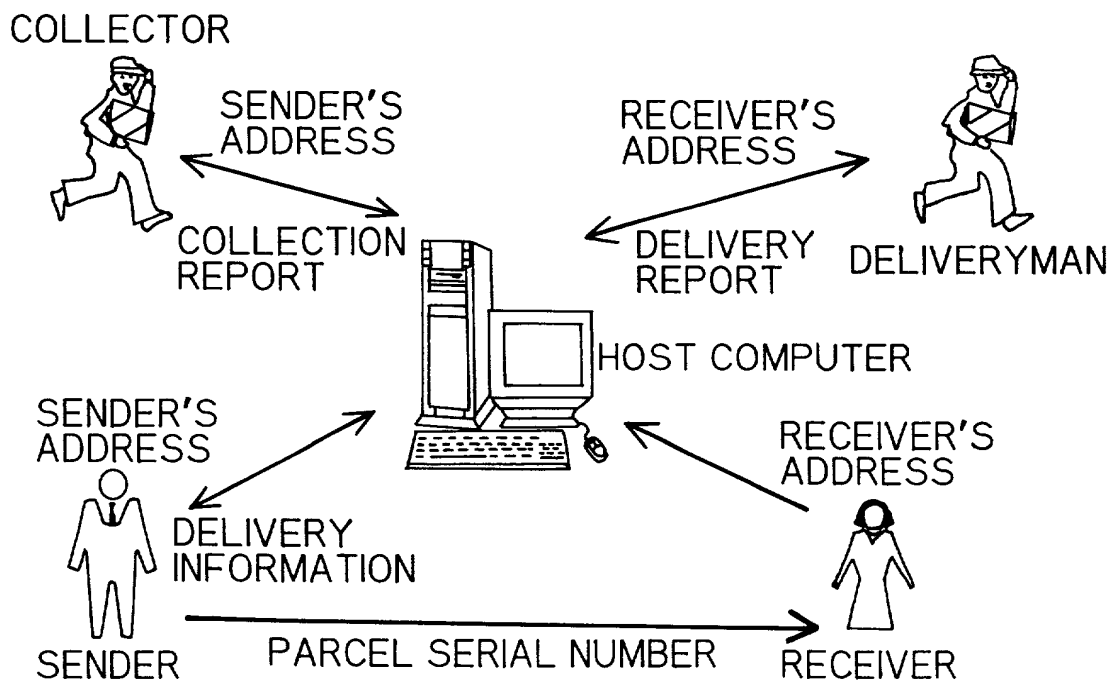 COLLECTOR
SENDER'S
ADDRESS
RECEIVER'S
ADDRESS
COLLECTION
REPORT
DELIVERY
REPORT
DELIVERYMAN
HOST COMPUTER
SENDER'S
ADDRESS
RECEIVER'S
ADDRESS
DELIVERY
INFORMATION
PARCEL SERIAL NUMBER
SENDER
RECEIVER